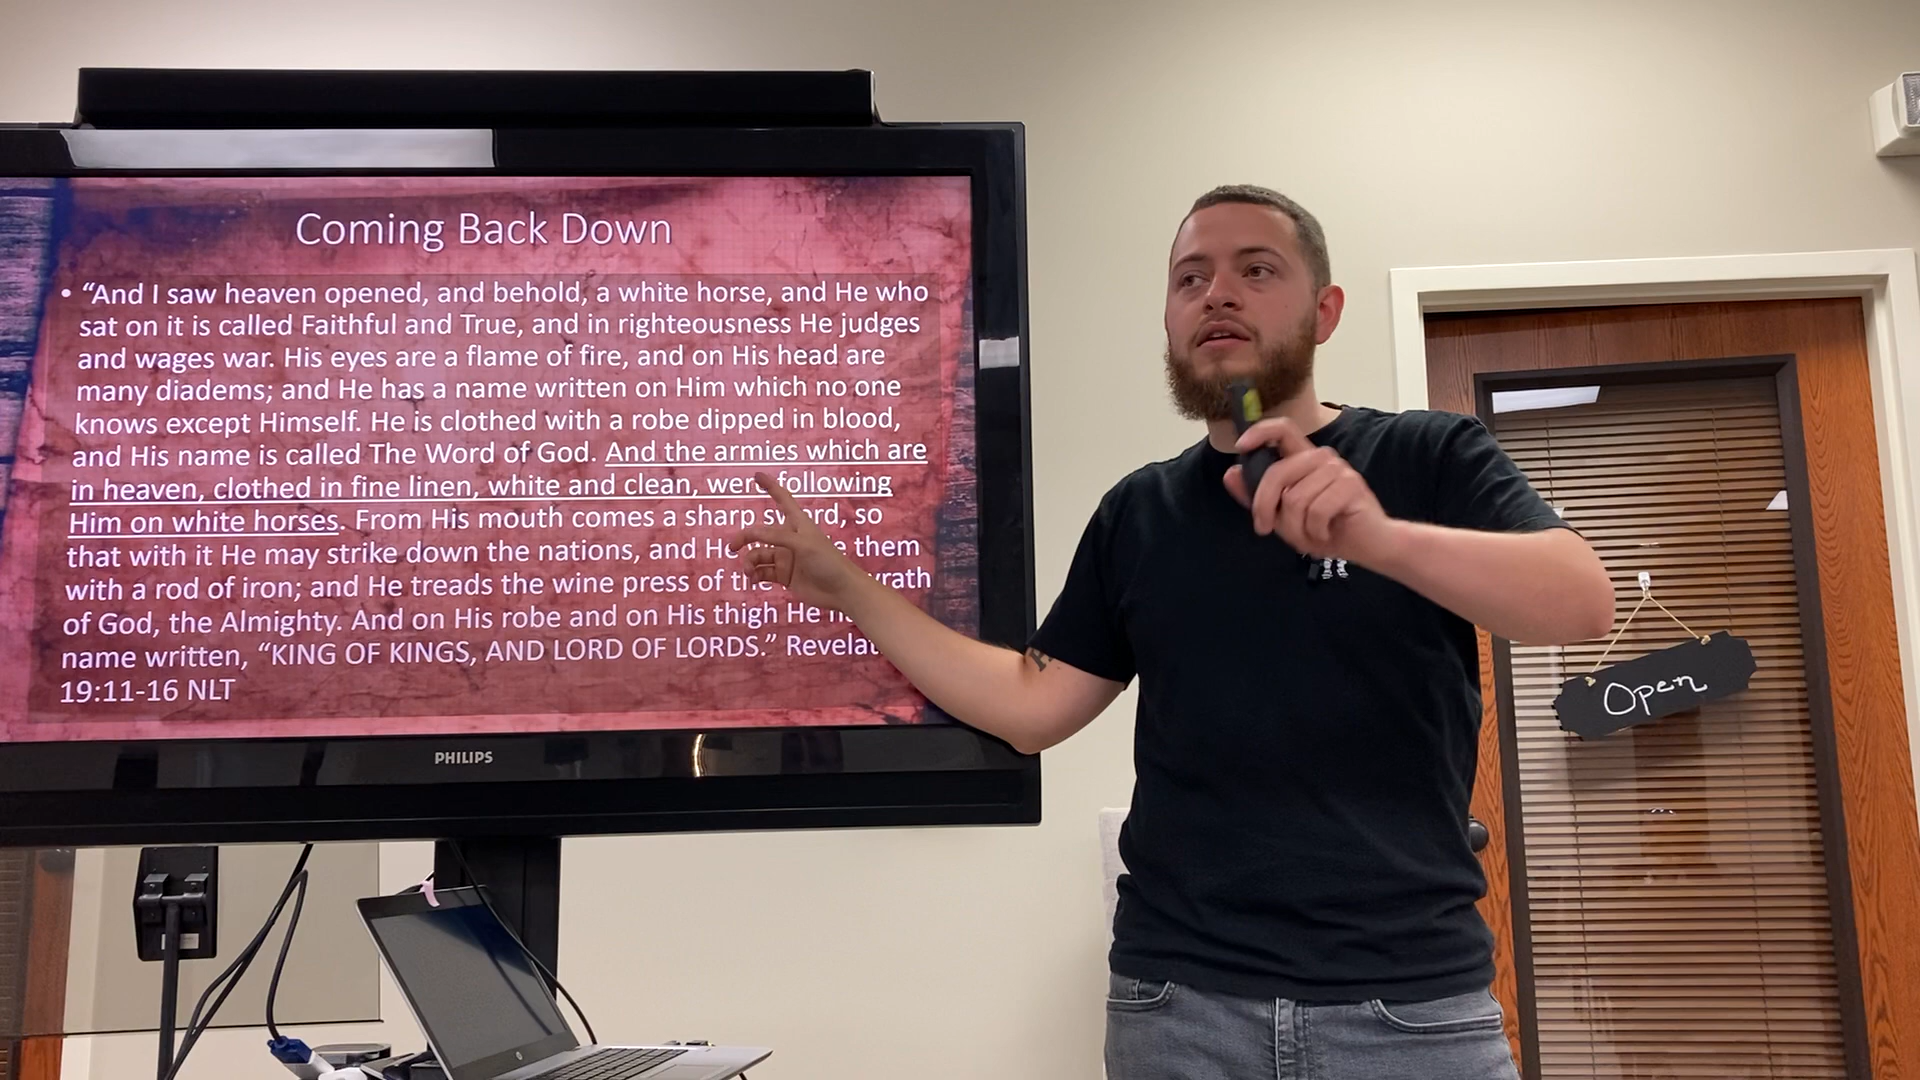 Coming Back Down
• “And I saw heaven opened, and behold, a white horse, and He who
sat on it is called Faithful and True, and in righteousness He judges
and wages war. His eyes are a flame of fire, and on His head are
many diadems; and He has a name written on Him which no one
knows except Himself. He is clothed with a robe dipped in blood,
and His name is called The Word of God. And the armies which are
in heaven, clothed in fine linen, white and clean, were following
Him on white horses. From His mouth comes a sharp sword, so
that with it He may strike down the nations, and He them
with a rod of iron; and He treads the wine press of the wrath
of God, the Almighty. And on His robe and on His thigh He
name written, “KING OF KINGS, AND LORD OF LORDS.”
19:11-16 NLT
PHILIPS
Open